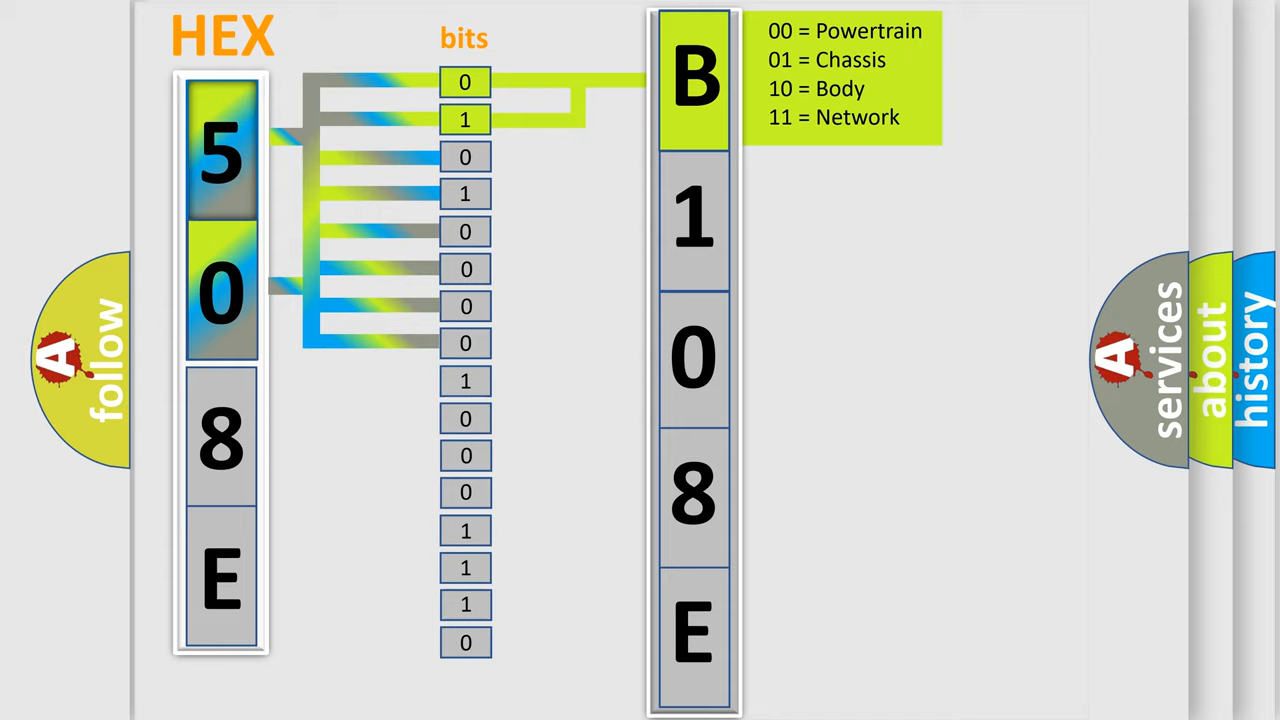 HEX
bits
5
0
8
E
0
1
0
1
0
0
0
0
1
0
0
0
1
1
1
0
B
1
0
8
E
00 = Powertrain
01 = Chassis
10 = Body
11 = Network
A
follow
A
services
about
history